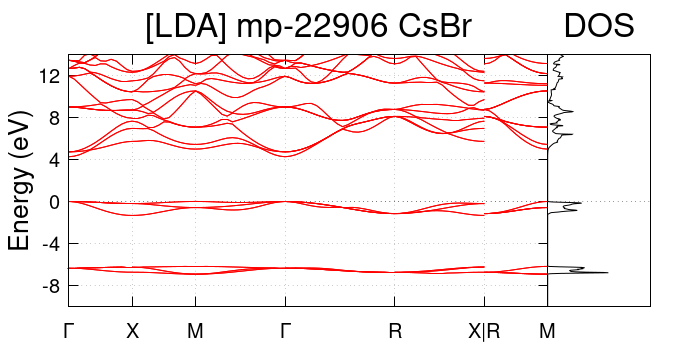 [LDA] mp-22906 CsBr DOS
Energy (eV)
12
8
4
0
-4
-8
Γ X M Γ R X|R M